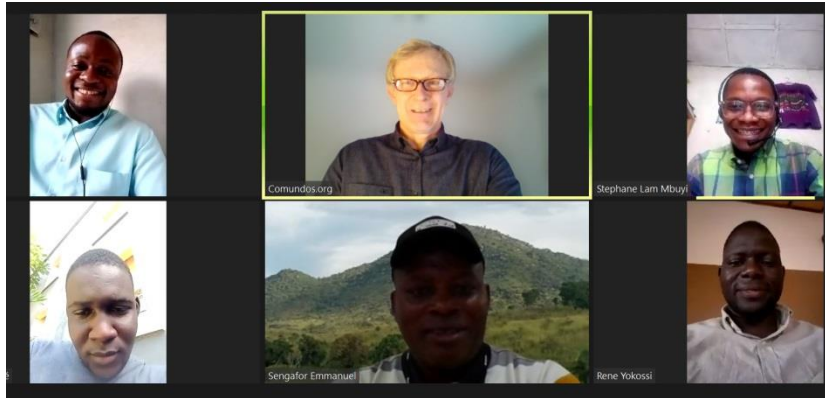 Comundos.org
Stephane Lam Mbuyi
Sengafor Emmanuel
Rene Yokossi